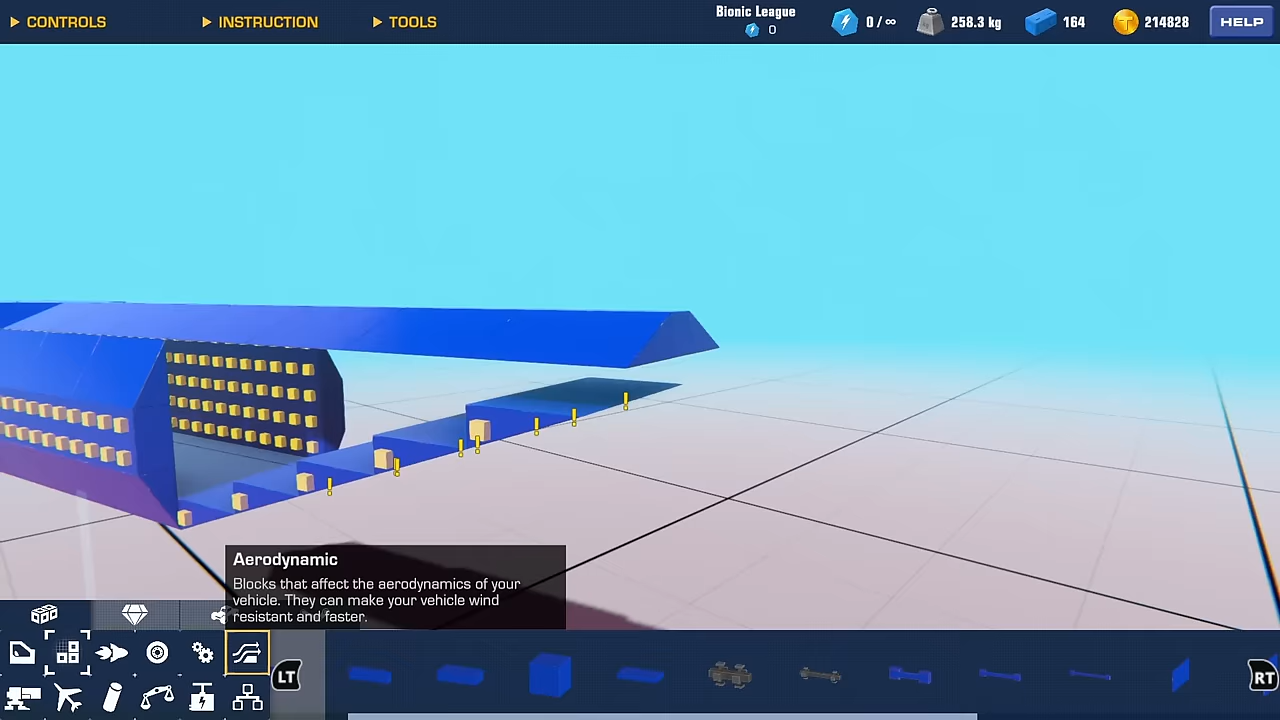 CONTROLS
INSTRUCTION
TOOLS
Bionic League
0
0 / ∞
258.3 kg
164
214828
HELP
Aerodynamic
Blocks that affect the aerodynamics of your
vehicle. They can make your vehicle wind
resistant and faster.
LT
RT